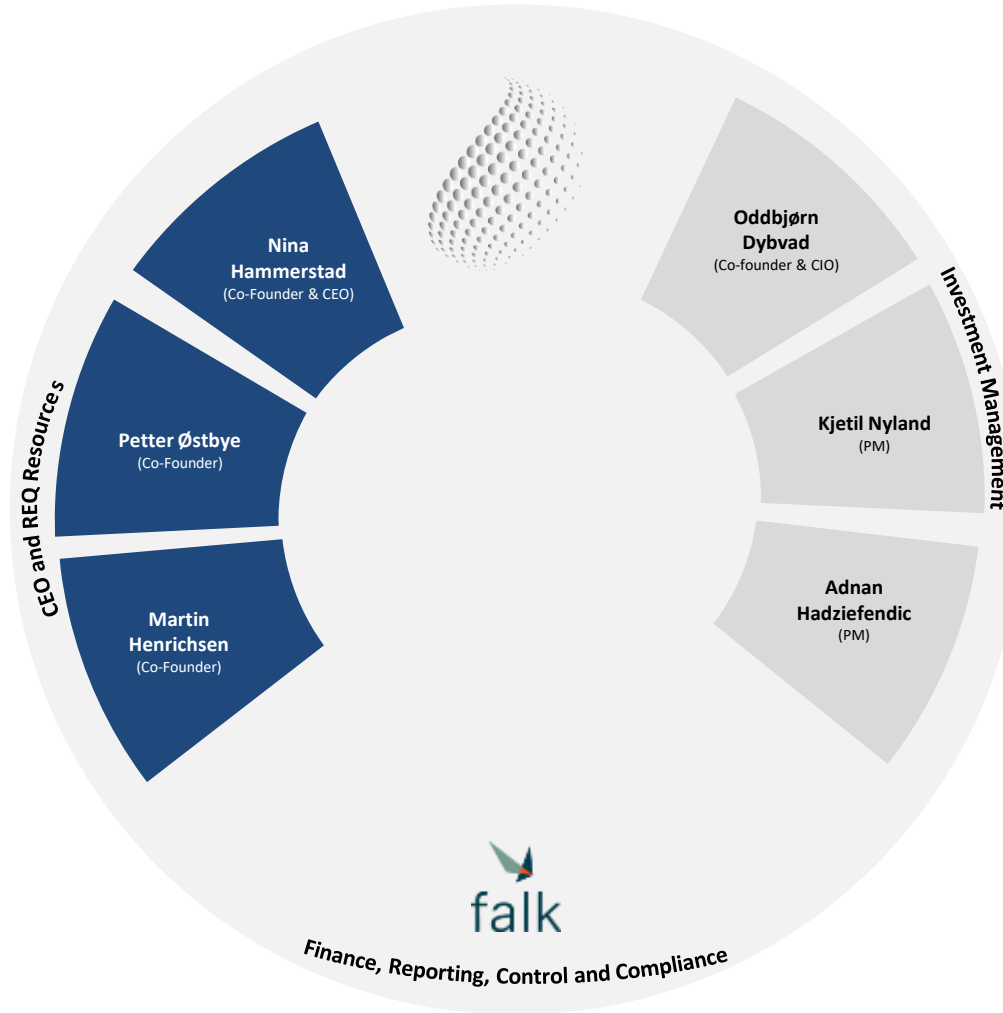 Nina
Hammerstad
(Co-Founder & CEO)
Petter Østbye
(Co-Founder)
Martin
Henrichsen
(Co-Founder)
CEO and REQ Resources
Oddbjørn
Dybvad
(Co-founder & CIO)
Kjetil Nyland
(PM)
Adnan
Hadziefendic
(PM)
Investment Management
falk
Finance, Reporting, Control and Compliance